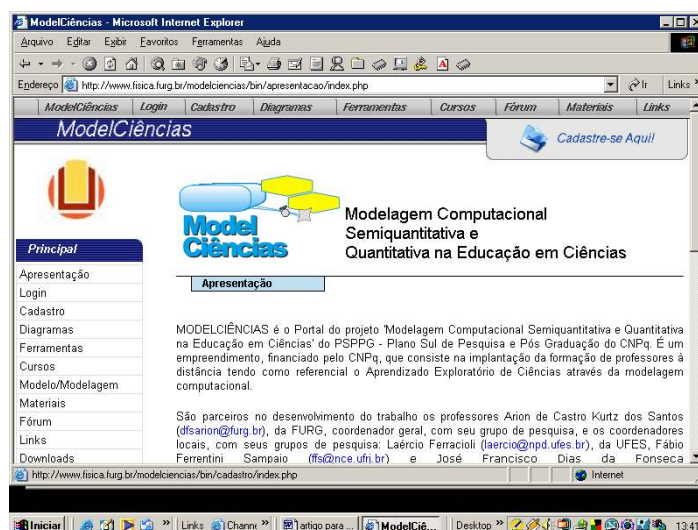 ModelCiências - Microsoft Internet Explorer
Arquivo Editar Exibir Favoritos Ferramentas Ajuda
Endereço http://www.fisica.furg.br/modelciencias/bin/apresentacao/index.php Ir Links »
ModelCiências Login Cadastro Diagramas Ferramentas Cursos Fórum Materiais Links
ModelCiências
Cadastre-se Aqui!
Model
Ciências
Modelagem Computacional
Semiquantitativa e
Quantitativa na Educação em Ciências
Principal
Apresentação
Login
Cadastro
Diagramas
Ferramentas
Cursos
Modelo/Modelagem
Materiais
Fórum
Links
Downloads
Apresentação
MODELCIÊNCIAS é o Portal do projeto 'Modelagem Computacional Semiquantitativa e Quantitativa
na Educação em Ciências' do PSPPG - Plano Sul de Pesquisa e Pós Graduação do CNPq. É um
empreendimento, financiado pelo CNPq, que consiste na implantação da formação de professores à
distância tendo como referencial o Aprendizado Exploratório de Ciências através da modelagem
computacional.
São parceiros no desenvolvimento do trabalho os professores Arion de Castro Kurtz dos Santos
(dfsarion@furg.br), da FURG, coordenador geral, com seu grupo de pesquisa, e os coordenadores
locais, com seus grupos de pesquisa: Laércio Ferracioli (laercio@npd.ufes.br), da UFES, Fábio
Ferrentini Sampaio (ffs@nce.ufrj.br) e José Francisco Dias da Fonseca
http://www.fisica.furg.br/modelciencias/bin/cadastro/index.php Internet
Iniciar » Links Channe » artigo para ... ModelCiê... Desktop »